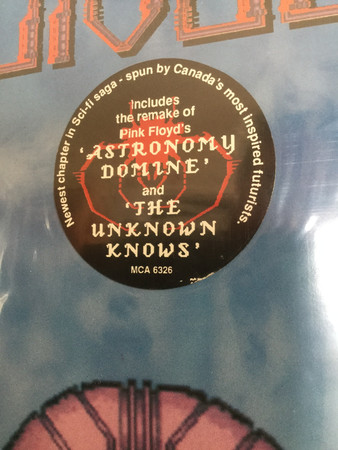 Newest chapter in Sci-fi saga - spun by Canada's most inspired futurists.
Includes
the remake of
Pink Floyd's
'ASTRONOMY
DOMINE'
and
'THE
UNKNOWN
KNOWS'
MCA 6326